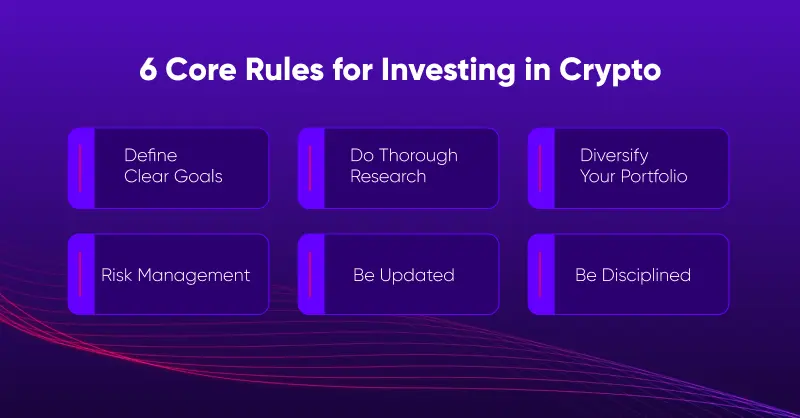 6 Core Rules for Investing in Crypto
Define
Clear Goals
Do Thorough
Research
Diversify
Your Portfolio
Risk Management
Be Updated
Be Disciplined